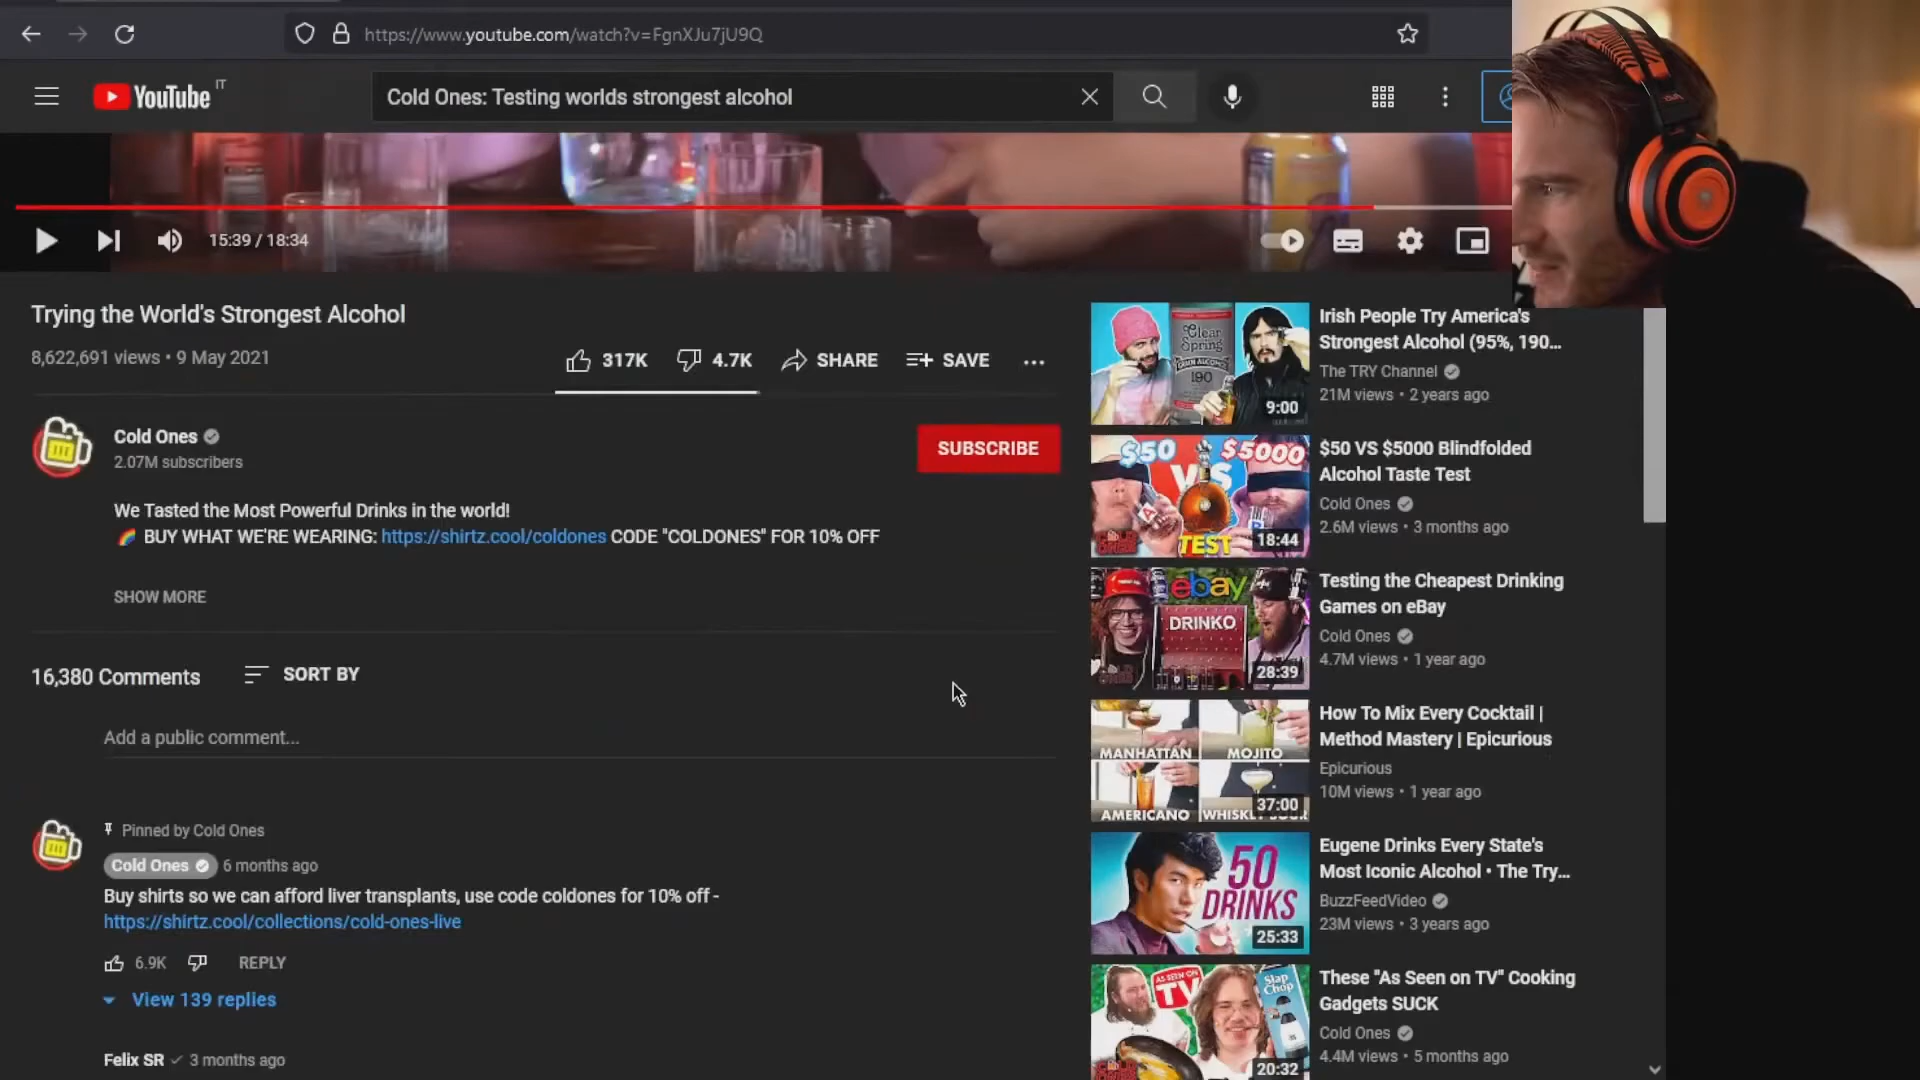 https://www.youtube.com/watch?v=FgnXJu7jU9Q
YouTube IT
Cold Ones: Testing worlds strongest alcohol
15:39 / 18:34
Trying the World's Strongest Alcohol
8,622,691 views • 9 May 2021
317K
4.7K
SHARE
SAVE
Cold Ones
2.07M subscribers
SUBSCRIBE
We Tasted the Most Powerful Drinks in the world!
BUY WHAT WE'RE WEARING: https://shirtz.cool/coldones CODE "COLDONES" FOR 10% OFF
SHOW MORE
16,380 Comments
SORT BY
Add a public comment...
Pinned by Cold Ones
Cold Ones 6 months ago
Buy shirts so we can afford liver transplants, use code coldones for 10% off -
https://shirtz.cool/collections/cold-ones-live
6.9K
REPLY
View 139 replies
Felix SR 3 months ago
Clear
Spring
190
9:00
Irish People Try America's
Strongest Alcohol (95%, 190...
The TRY Channel
21M views • 2 years ago
$50 VS $5000
TEST
18:44
$50 VS $5000 Blindfolded
Alcohol Taste Test
Cold Ones
2.6M views • 3 months ago
ebay
DRINKO
28:39
Testing the Cheapest Drinking
Games on eBay
Cold Ones
4.7M views • 1 year ago
MANHATTAN
MOJITO
AMERICANO
37:00
How To Mix Every Cocktail |
Method Mastery | Epicurious
Epicurious
10M views • 1 year ago
50
DRINKS
25:33
Eugene Drinks Every State's
Most Iconic Alcohol • The Try...
BuzzFeedVideo
23M views • 3 years ago
AS SEEN ON
TV
Slap
Chop
20:32
These "As Seen on TV" Cooking
Gadgets SUCK
Cold Ones
4.4M views • 5 months ago